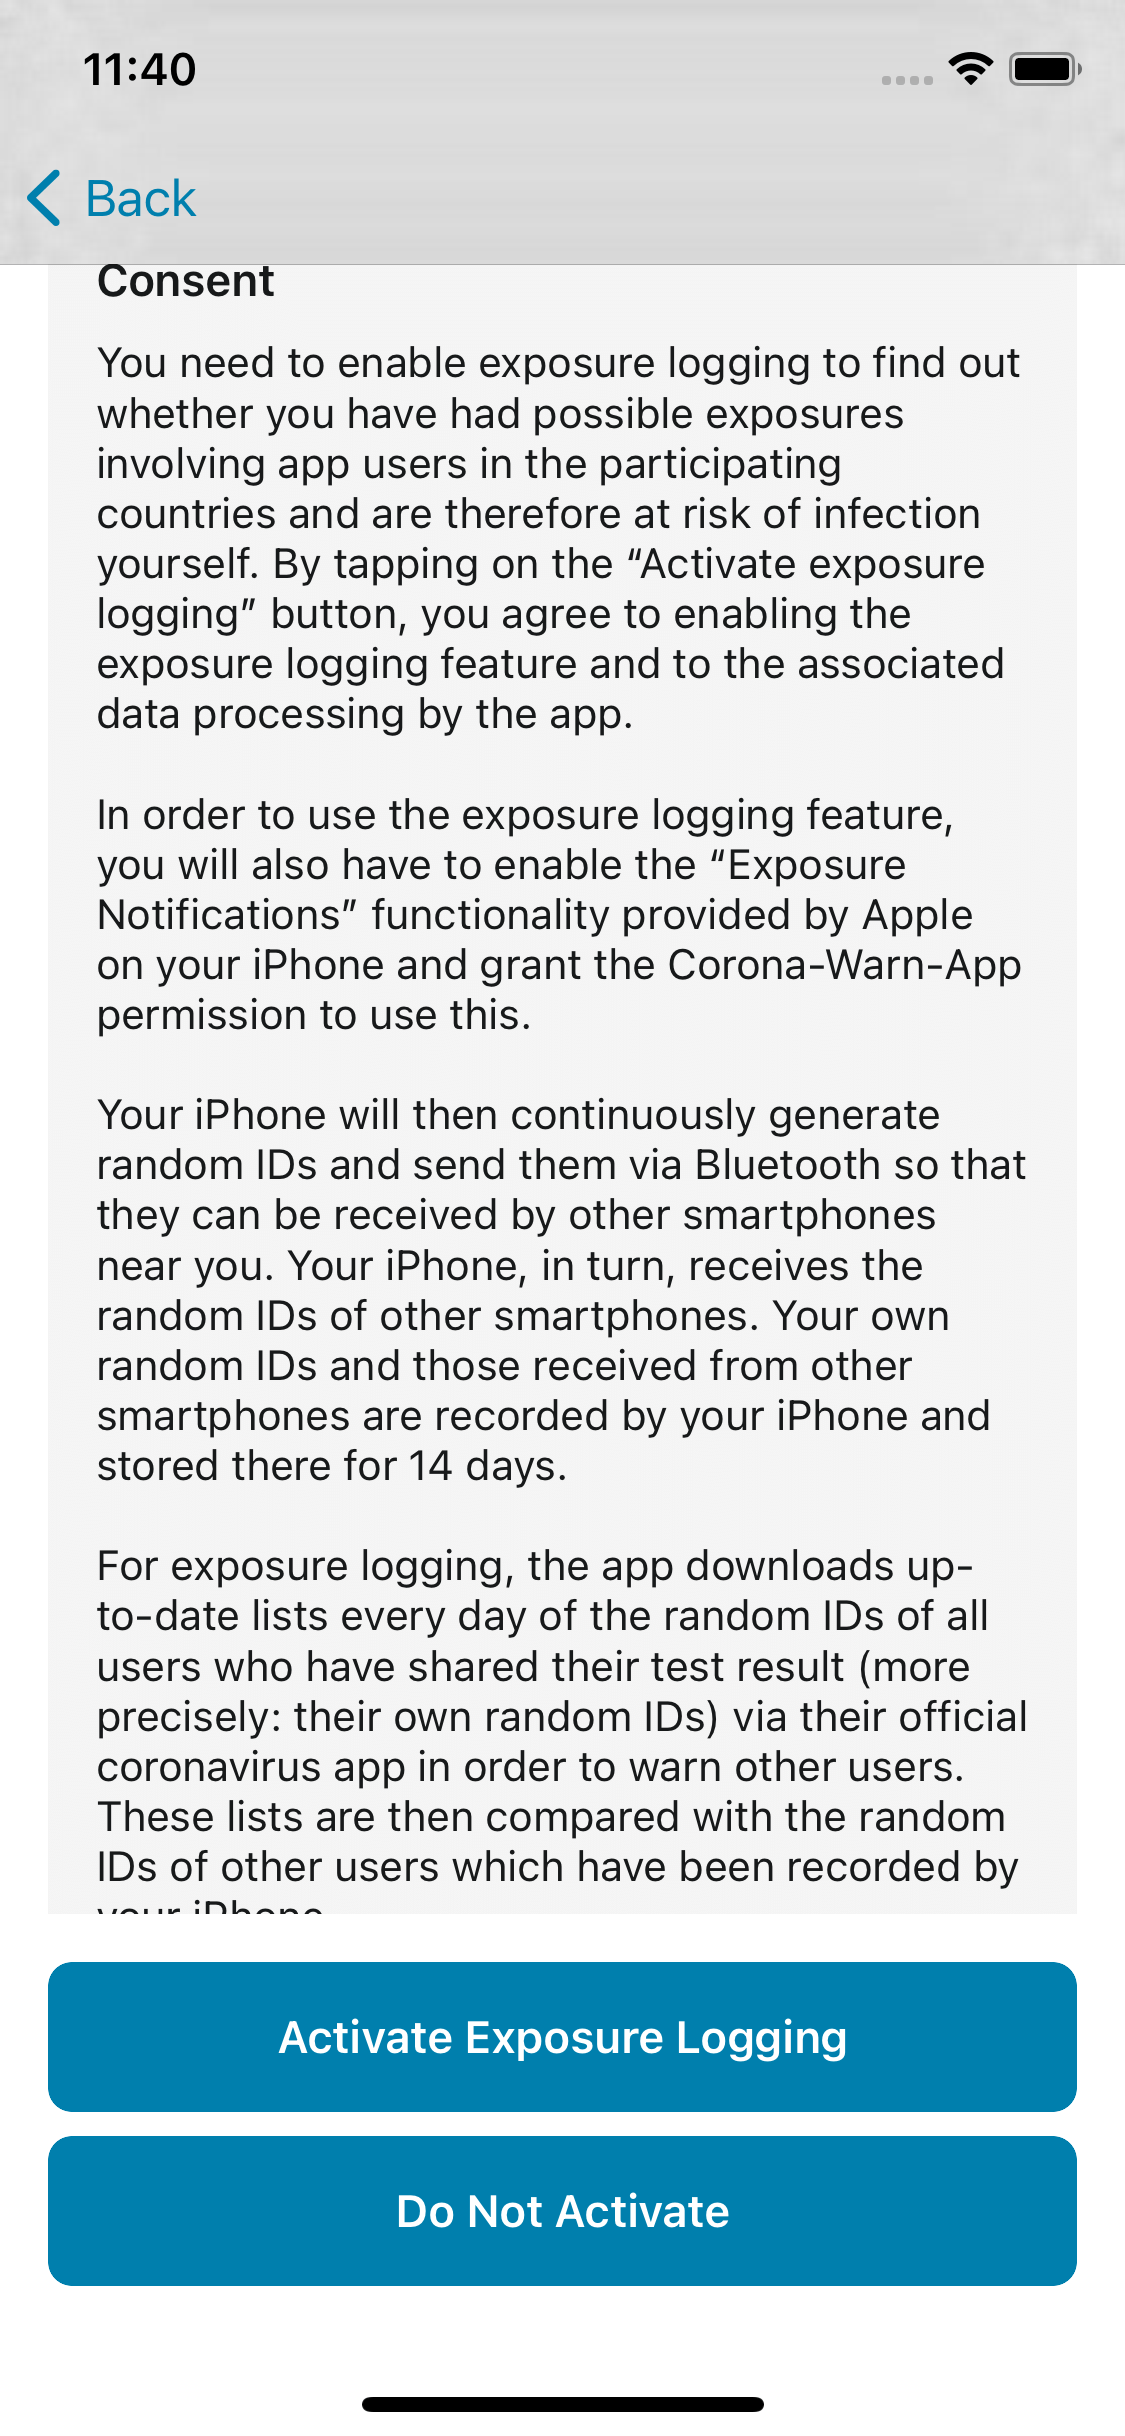 11:40
Back
Consent
You need to enable exposure logging to find out
whether you have had possible exposures
involving app users in the participating
countries and are therefore at risk of infection
yourself. By tapping on the “Activate exposure
logging” button, you agree to enabling the
exposure logging feature and to the associated
data processing by the app.
In order to use the exposure logging feature,
you will also have to enable the “Exposure
Notifications” functionality provided by Apple
on your iPhone and grant the Corona-Warn-App
permission to use this.
Your iPhone will then continuously generate
random IDs and send them via Bluetooth so that
they can be received by other smartphones
near you. Your iPhone, in turn, receives the
random IDs of other smartphones. Your own
random IDs and those received from other
smartphones are recorded by your iPhone and
stored there for 14 days.
For exposure logging, the app downloads up-
to-date lists every day of the random IDs of all
users who have shared their test result (more
precisely: their own random IDs) via their official
coronavirus app in order to warn other users.
These lists are then compared with the random
IDs of other users which have been recorded by
your iPhone
Activate Exposure Logging
Do Not Activate